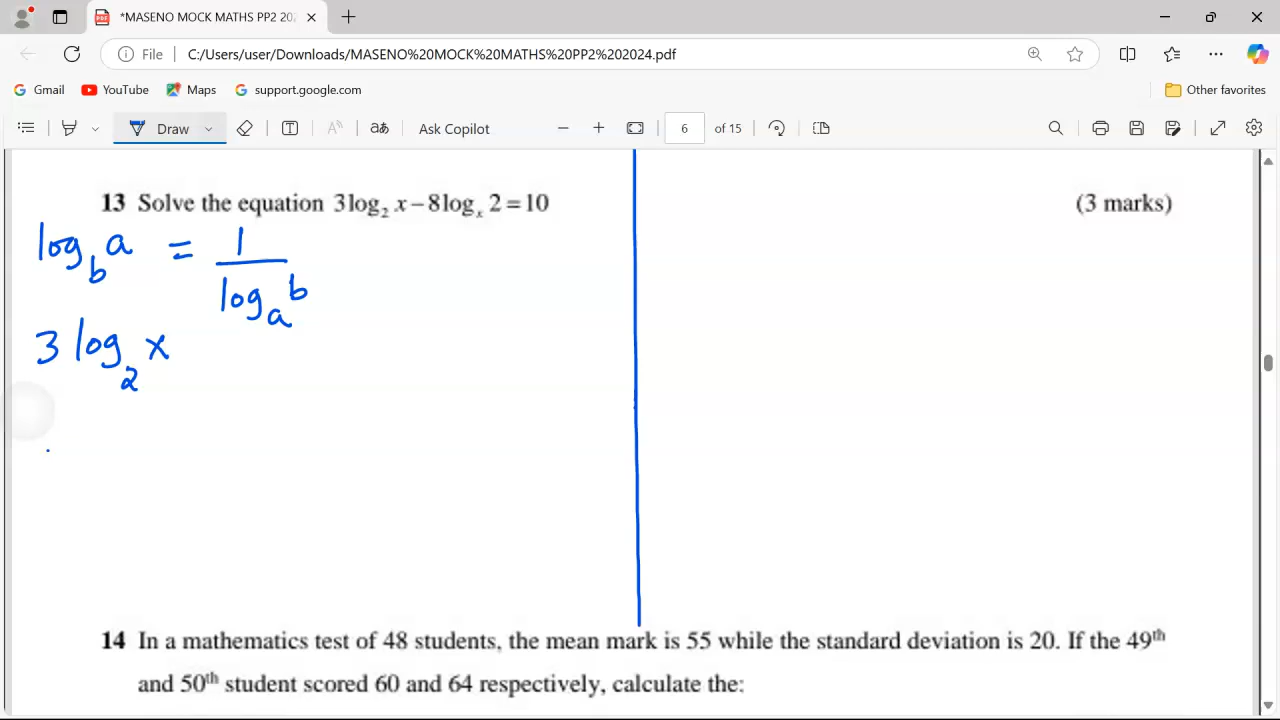 *MASENO MOCK MATHS PP2 202
File C:/Users/user/Downloads/MASENO%20MOCK%20MATHS%20PP2%202024.pdf
Gmail YouTube Maps support.google.com Other favorites
Draw Ask Copilot 6 of 15
13 Solve the equation 3log₂ x − 8logₓ 2 = 10 (3 marks)
log_b a = 1/log_a b
3 log₂ x
14 In a mathematics test of 48 students, the mean mark is 55 while the standard deviation is 20. If the 49th
and 50th student scored 60 and 64 respectively, calculate the: